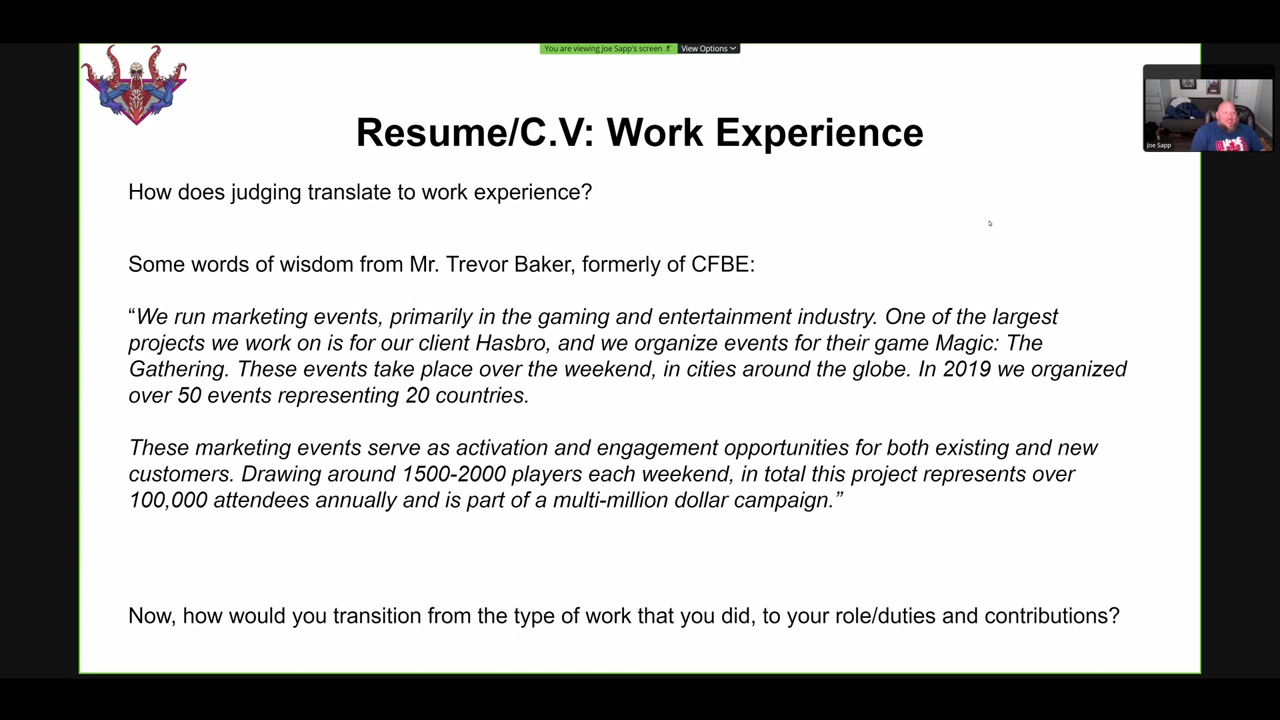 You are viewing Joe Sapp's screen View Options
Resume/C.V: Work Experience
Joe Sapp
How does judging translate to work experience?
Some words of wisdom from Mr. Trevor Baker, formerly of CFBE:
“We run marketing events, primarily in the gaming and entertainment industry. One of the largest
projects we work on is for our client Hasbro, and we organize events for their game Magic: The
Gathering. These events take place over the weekend, in cities around the globe. In 2019 we organized
over 50 events representing 20 countries.
These marketing events serve as activation and engagement opportunities for both existing and new
customers. Drawing around 1500-2000 players each weekend, in total this project represents over
100,000 attendees annually and is part of a multi-million dollar campaign.”
Now, how would you transition from the type of work that you did, to your role/duties and contributions?